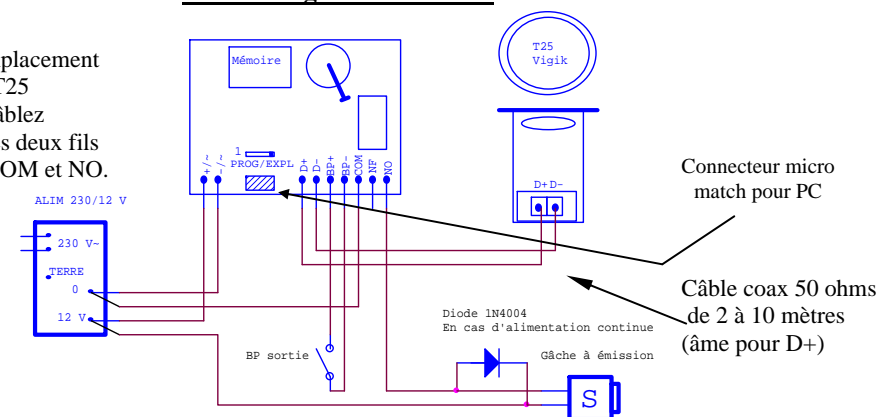 placement
T25
âblez
s deux fils
OM et NO.
Mémoire
T25
Vigik
1
PROG/EXPL
+/~
-/~
D+
D-
BP+
BP-
COM
NF
NO
D+ D-
Connecteur micro
match pour PC
ALIM 230/12 V
230 V~
TERRE
0
12 V
Câble coax 50 ohms
de 2 à 10 mètres
(âme pour D+)
Diode 1N4004
En cas d'alimentation continue
BP sortie
Gâche à émission
S